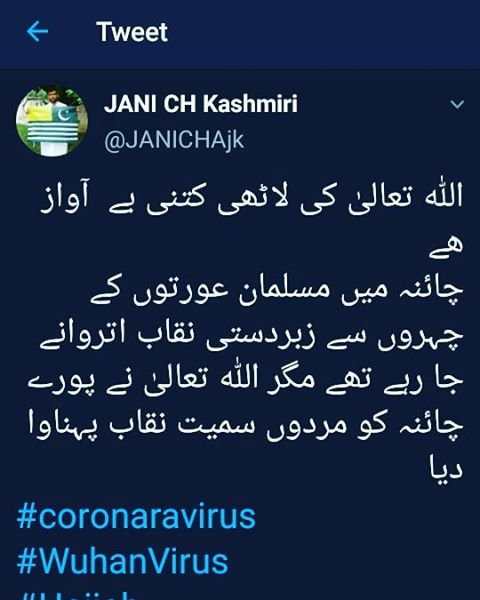 Tweet
JANI CH Kashmiri
@JANICHAjk
اللہ تعالیٰ کی لاٹھی کتنی بے آواز
ھے
چائنہ میں مسلمان عورتوں کے
چہروں سے زبردستی نقاب اتروانے
جا رہے تھے مگر اللہ تعالیٰ نے پورے
چائنہ کو مردوں سمیت نقاب پہناوا
دیا
#coronaravirus
#WuhanVirus